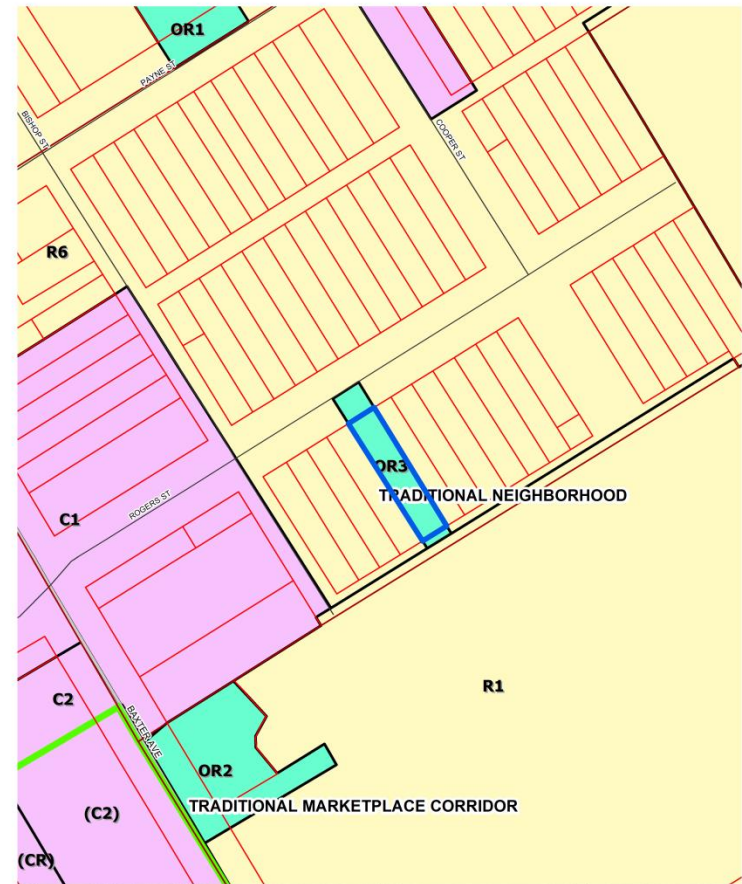 OR1
PAYNE ST
BISHOP ST
COOPER ST
R6
OR3
TRADITIONAL NEIGHBORHOOD
ROGERS ST
C1
R1
C2
BAXTER AVE
OR2
TRADITIONAL MARKETPLACE CORRIDOR
(C2)
(CR)